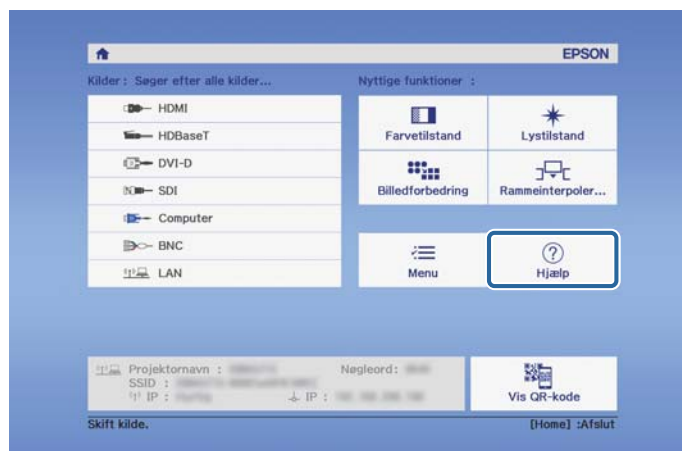 EPSON
Kilder : Søger efter alle kilder...
HDMI
HDBaseT
DVI-D
SDI
Computer
BNC
LAN
Nyttige funktioner :
Farvetilstand
Lystilstand
Billedforbedring
Rammeinterpoler...
Menu
Hjælp
Projektornavn :
Nøgleord:
SSID :
IP :
IP :
Vis QR-kode
Skift kilde.
[Home] :Afslut